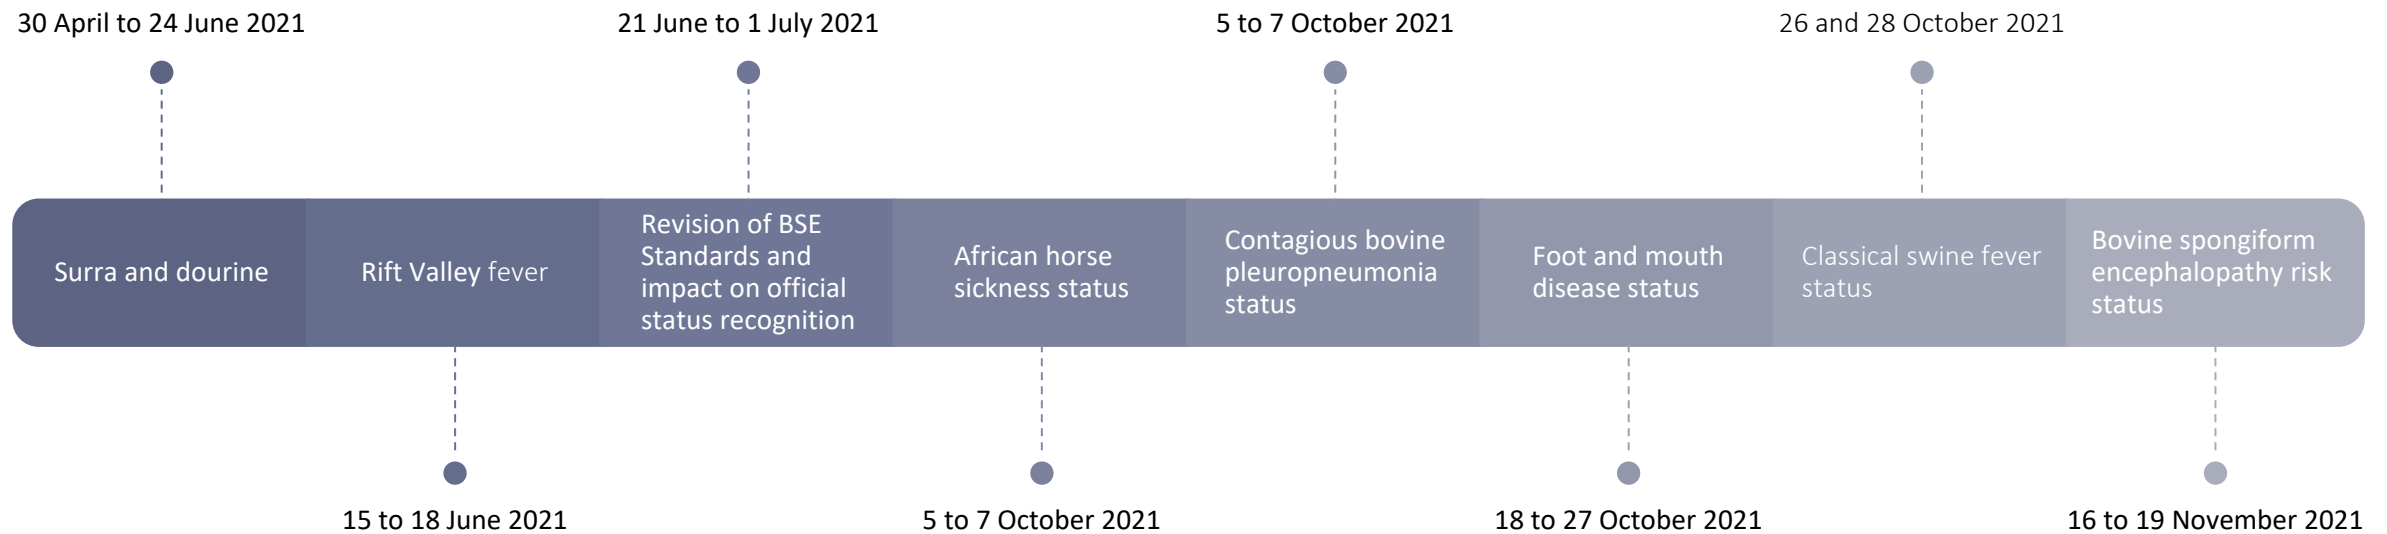 30 April to 24 June 2021
21 June to 1 July 2021
5 to 7 October 2021
26 and 28 October 2021
Surra and dourine
Rift Valley fever
Revision of BSE
Standards and
impact on official
status recognition
African horse
sickness status
Contagious bovine
pleuropneumonia
status
Foot and mouth
disease status
Classical swine fever
status
Bovine spongiform
encephalopathy risk
status
15 to 18 June 2021
5 to 7 October 2021
18 to 27 October 2021
16 to 19 November 2021